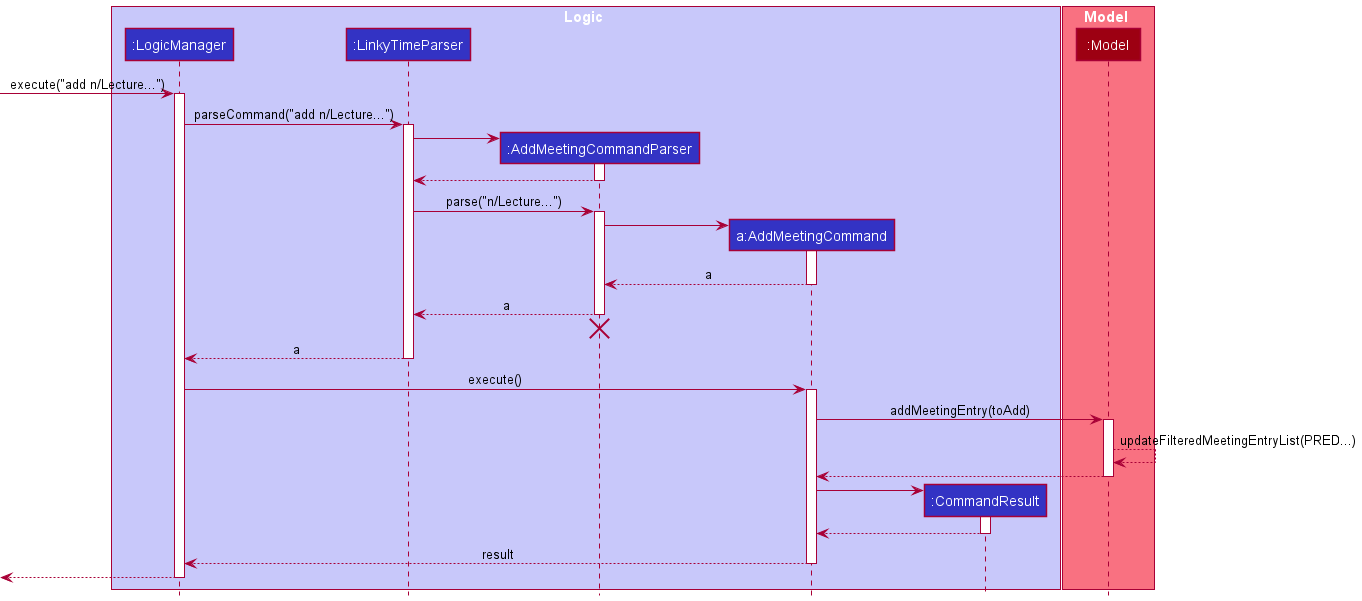 Logic
Model
:LogicManager
:LinkyTimeParser
:Model
execute("add n/Lecture...")
parseCommand("add n/Lecture...")
:AddMeetingCommandParser
parse("n/Lecture...")
a:AddMeetingCommand
a
a
a
execute()
addMeetingEntry(toAdd)
updateFilteredMeetingEntryList(PRED...)
:CommandResult
result